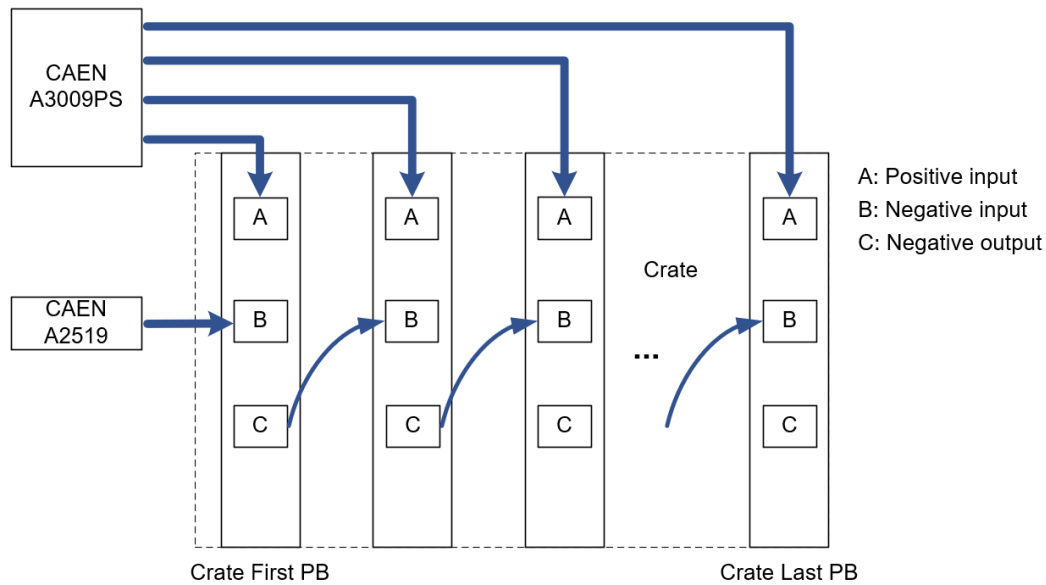 CAEN
A3009PS
A
A
A
A
A: Positive input
B: Negative input
C: Negative output
Crate
CAEN
A2519
B
B
B
B
...
C
C
C
C
Crate First PB
Crate Last PB